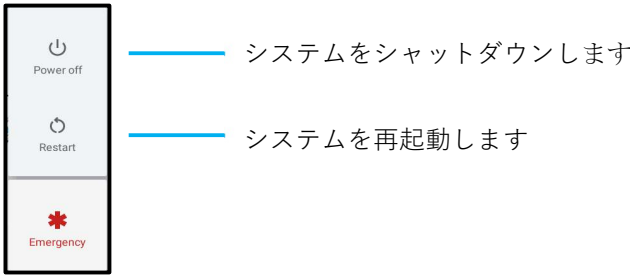 Power off
システムをシャットダウンします
Restart
システムを再起動します
Emergency